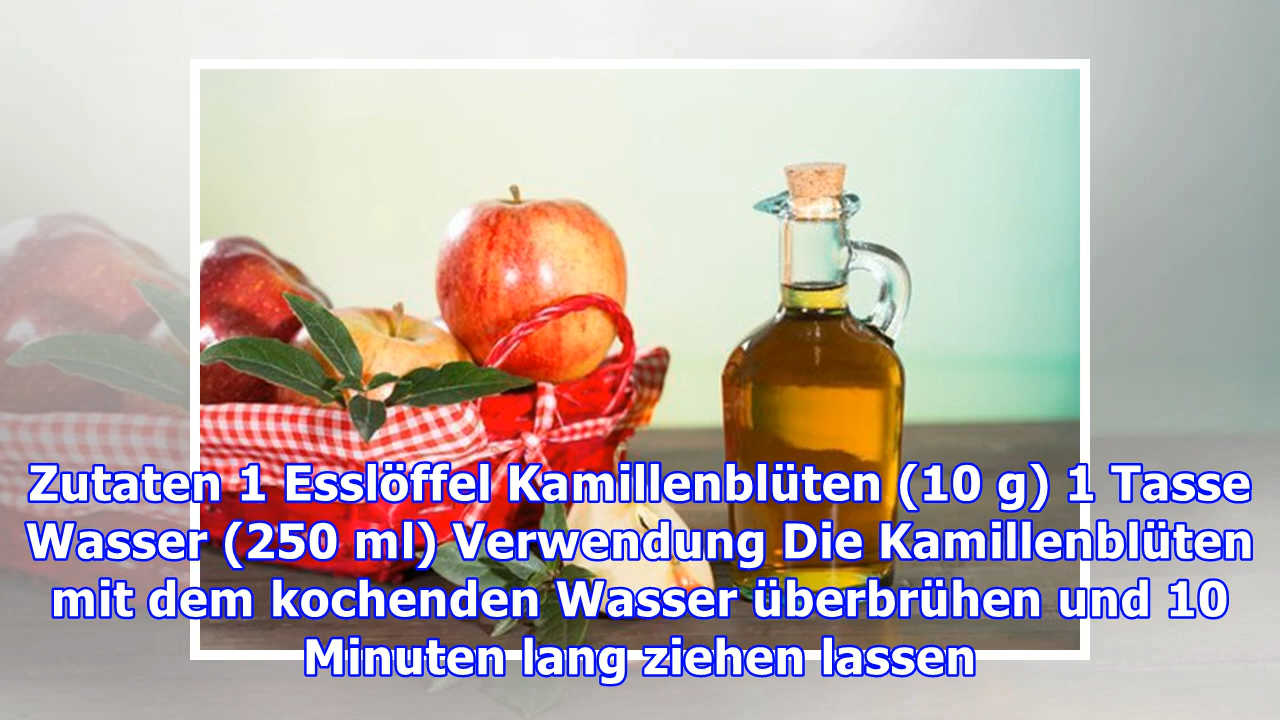 Zutaten 1 Esslöffel Kamillenblüten (10 g) 1 Tasse
Wasser (250 ml) Verwendung Die Kamillenblüten
mit dem kochenden Wasser überbrühen und 10
Minuten lang ziehen lassen